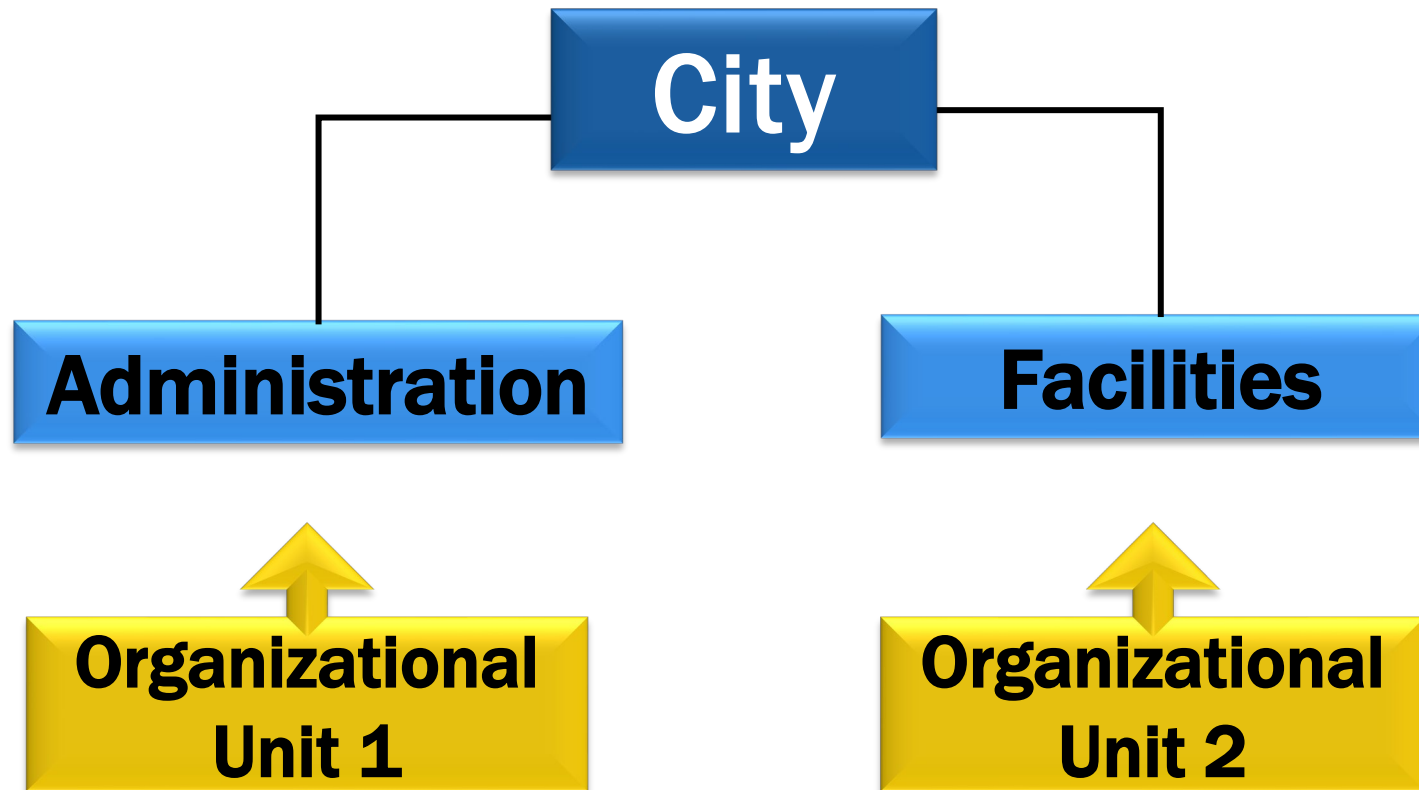 City
Administration
Facilities
Organizational
Unit 1
Organizational
Unit 2